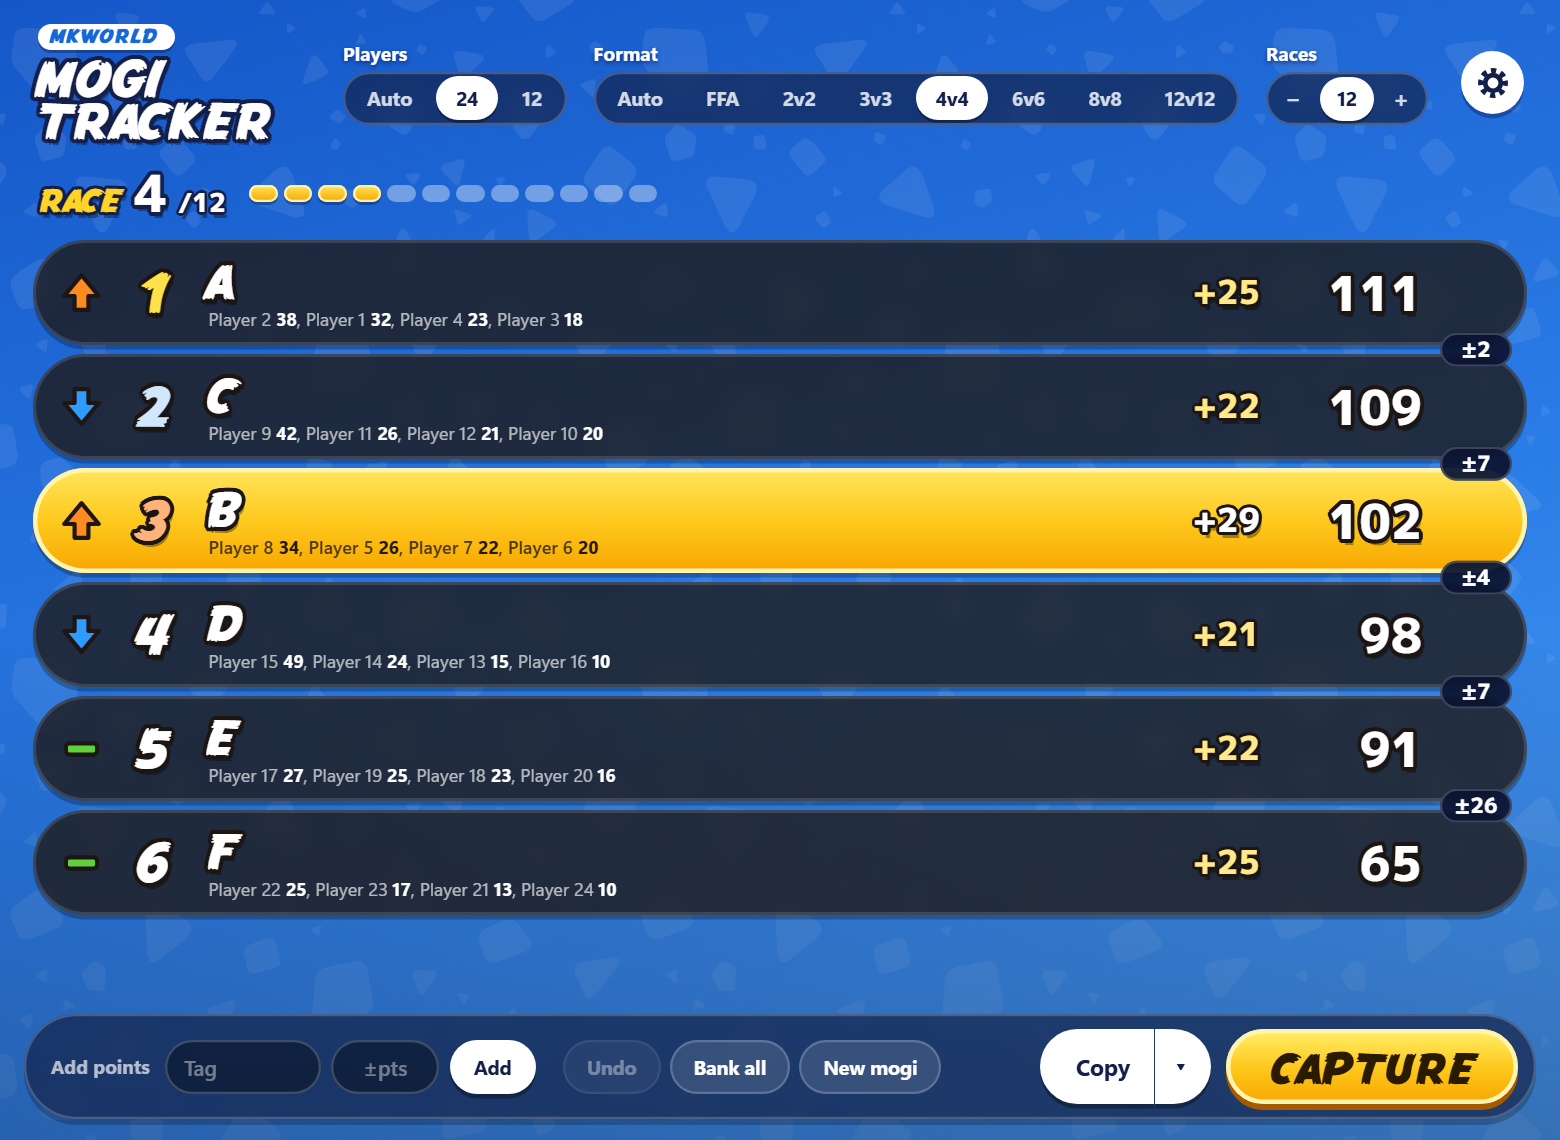 MKWORLD
MOGI
TRACKER
Players
Auto 24 12
Format
Auto FFA 2v2 3v3 4v4 6v6 8v8 12v12
Races
− 12 +
RACE 4 /12
1 A +25 111
Player 2 38, Player 1 32, Player 4 23, Player 3 18
±2
2 C +22 109
Player 9 42, Player 11 26, Player 12 21, Player 10 20
±7
3 B +29 102
Player 8 34, Player 5 26, Player 7 22, Player 6 20
±4
4 D +21 98
Player 15 49, Player 14 24, Player 13 15, Player 16 10
±7
5 E +22 91
Player 17 27, Player 19 25, Player 18 23, Player 20 16
±26
6 F +25 65
Player 22 25, Player 23 17, Player 21 13, Player 24 10
Add points Tag ±pts Add Undo Bank all New mogi Copy CAPTURE